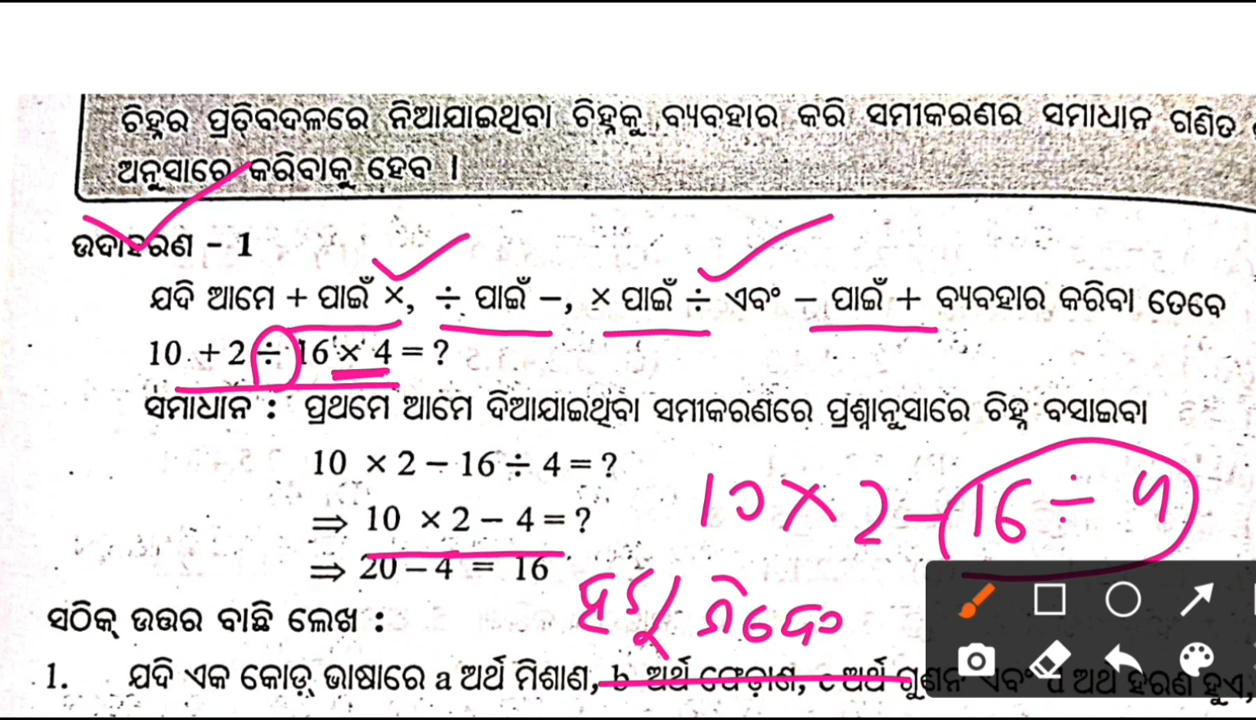 ଚିହ୍ନର ପ୍ରତିବଦଳରେ ନିଆଯାଇଥିବା ଚିହ୍ନକୁ ବ୍ୟବହାର କରି ସମୀକରଣର ସମାଧାନ ଗଣିତ
ଅନୁସାରେ କରିବାକୁ ହେବ ।
ଉଦାହରଣ - 1
ଯଦି ଆମେ + ପାଇଁ ×, ÷ ପାଇଁ −, × ପାଇଁ ÷ ଏବଂ − ପାଇଁ + ବ୍ୟବହାର କରିବା ତେବେ
10 + 2 ÷ 16 × 4 = ?
ସମାଧାନ : ପ୍ରଥମେ ଆମେ ଦିଆଯାଇଥିବା ସମୀକରଣରେ ପ୍ରଶ୍ନାନୁସାରେ ଚିହ୍ନ ବସାଇବା
10 × 2 − 16 ÷ 4 = ?
10 × 2 − 16 ÷ 4
⇒ 10 × 2 − 4 = ?
⇒ 20 − 4 = 16
ସଠିକ୍ ଉତ୍ତର ବାଛି ଲେଖ :
1. ଯଦି ଏକ କୋଡ୍ ଭାଷାରେ a ଅର୍ଥ ମିଶାଣ, b ଅର୍ଥ ଫେଡ଼ାଣ, c ଅର୍ଥ ଗୁଣନ ଏବଂ d ଅର୍ଥ ହରଣ ହୁଏ,